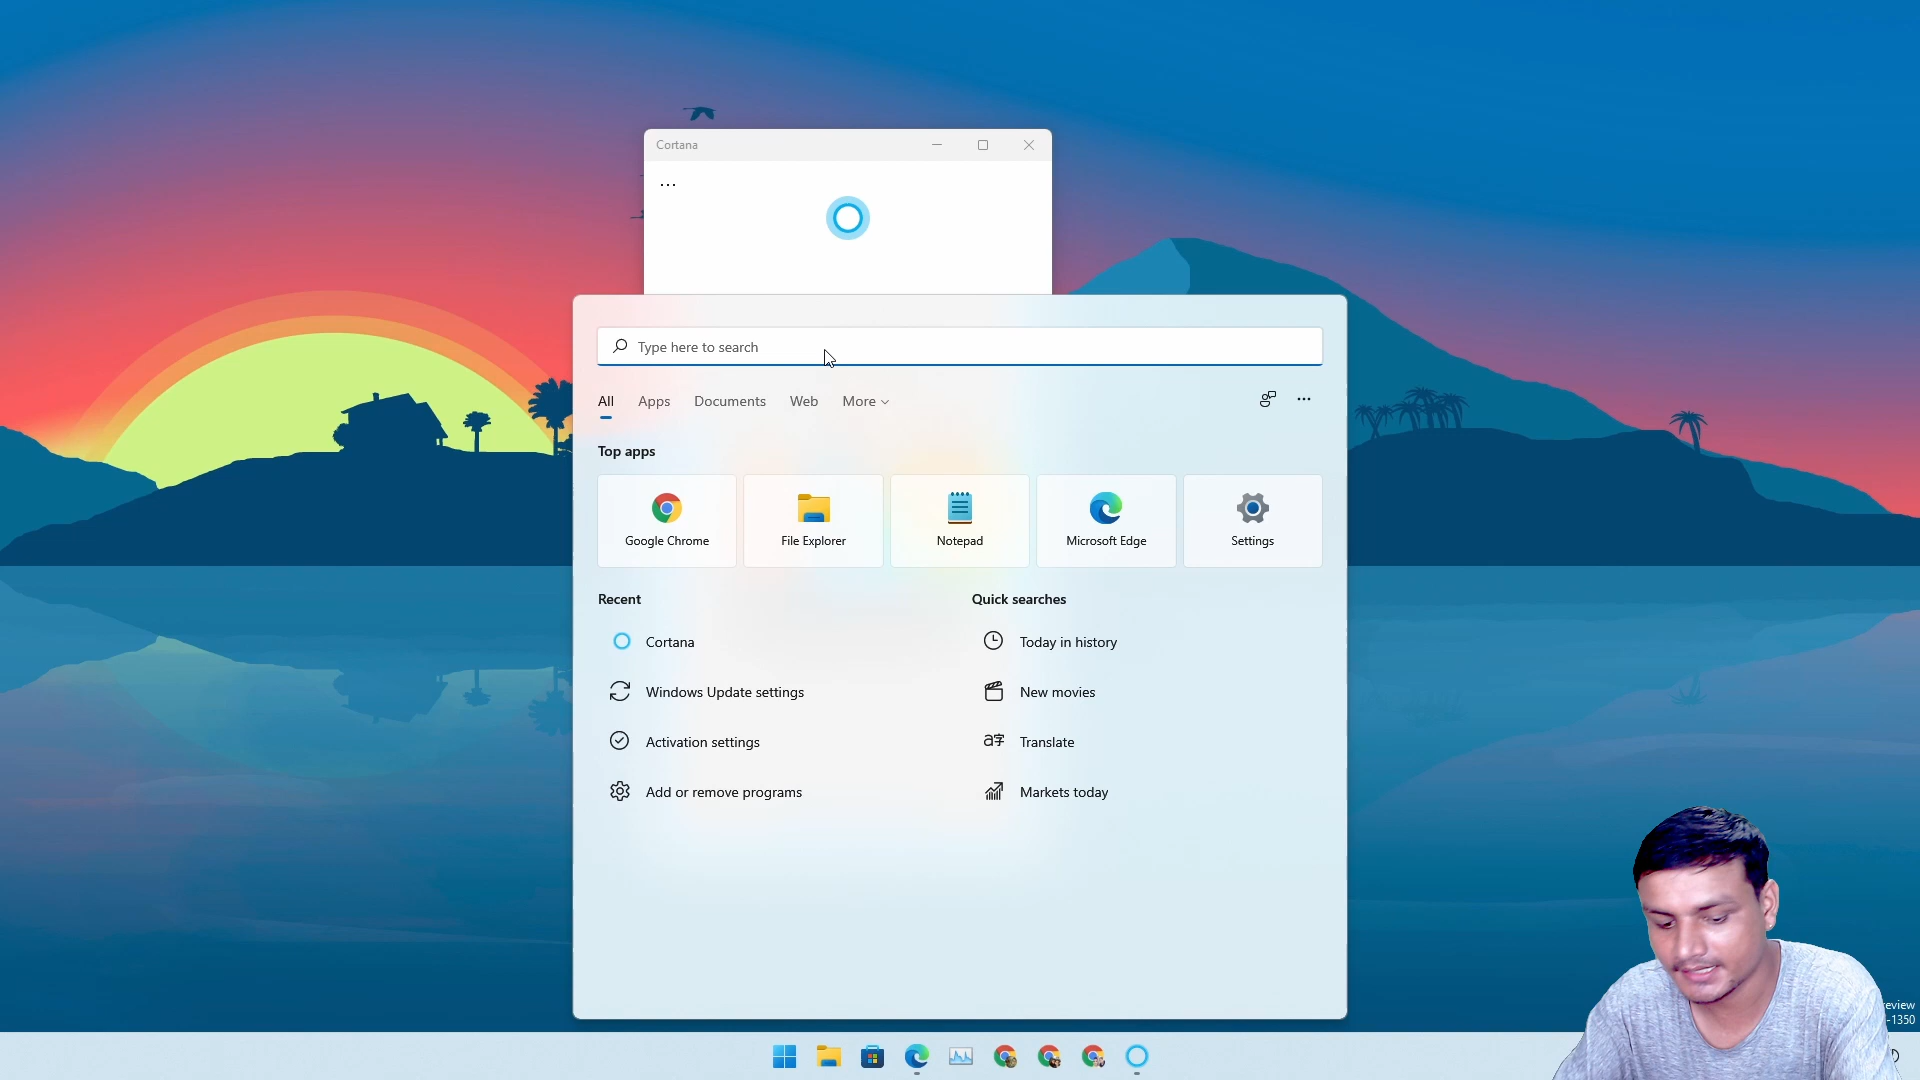 Cortana
...
Type here to search
All Apps Documents Web More
Top apps
Google Chrome File Explorer Notepad Microsoft Edge Settings
Recent Quick searches
Cortana Today in history
Windows Update settings New movies
Activation settings Translate
Add or remove programs Markets today
-1350